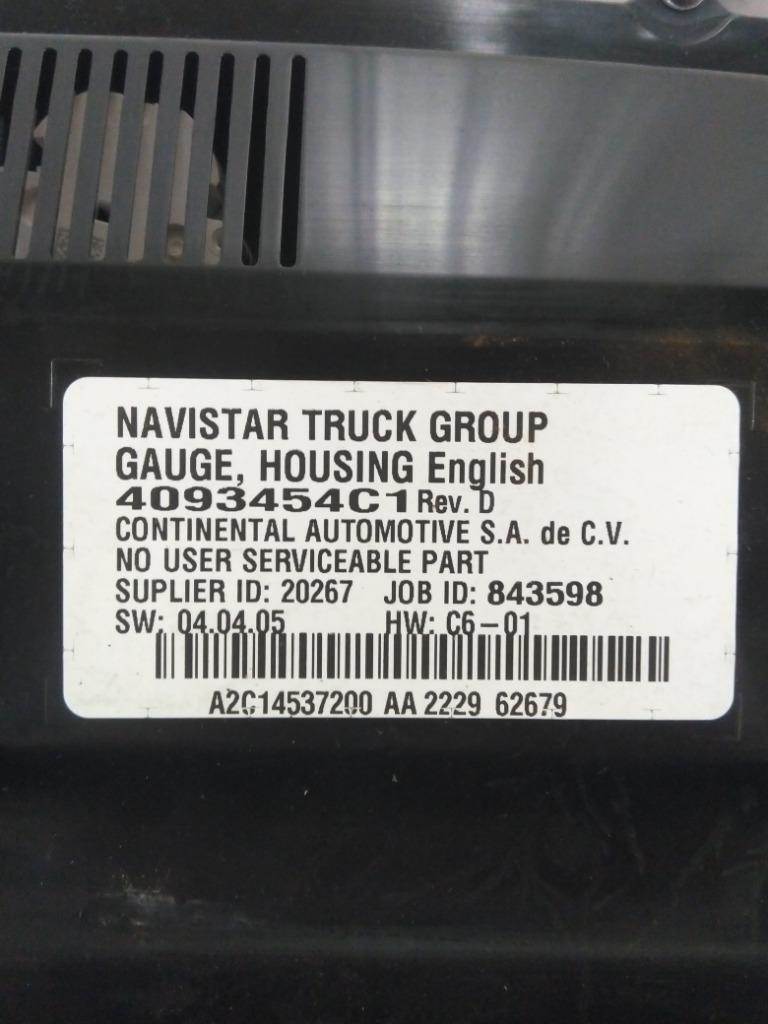 NAVISTAR TRUCK GROUP
GAUGE, HOUSING English
4093454C1 Rev. D
CONTINENTAL AUTOMOTIVE S.A. de C.V.
NO USER SERVICEABLE PART
SUPLIER ID: 20267 JOB ID: 843598
SW: 04.04.05 HW: C6-01
A2C14537200 AA 2229 62679